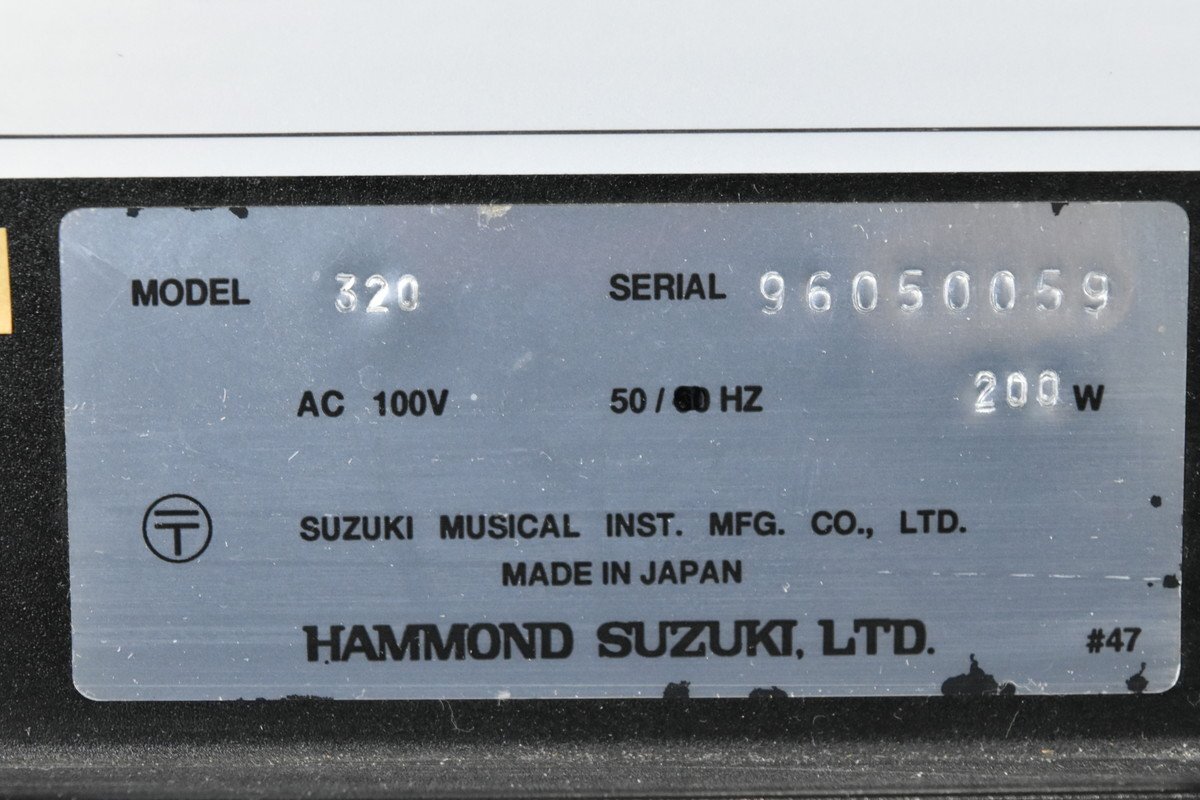 MODEL 320 SERIAL 96050059
AC 100V 50 / HZ 200 W
〒 SUZUKI MUSICAL INST. MFG. CO., LTD.
MADE IN JAPAN
HAMMOND SUZUKI, LTD. #47